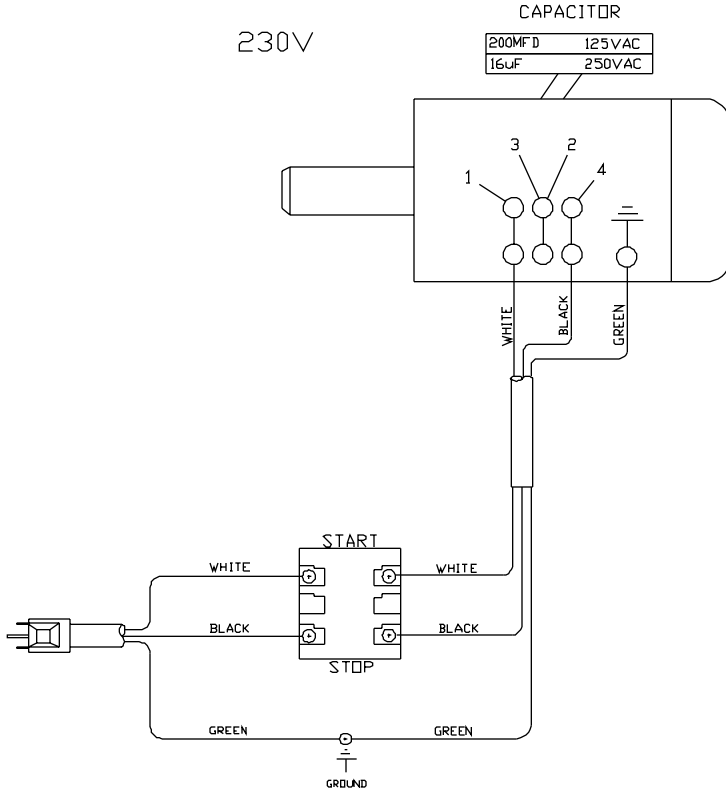 CAPACITOR
230V
200MFD 125VAC
16uF 250VAC
3 2
1 4
WHITE
BLACK
GREEN
START
WHITE WHITE
BLACK BLACK
STOP
GREEN GREEN
GROUND